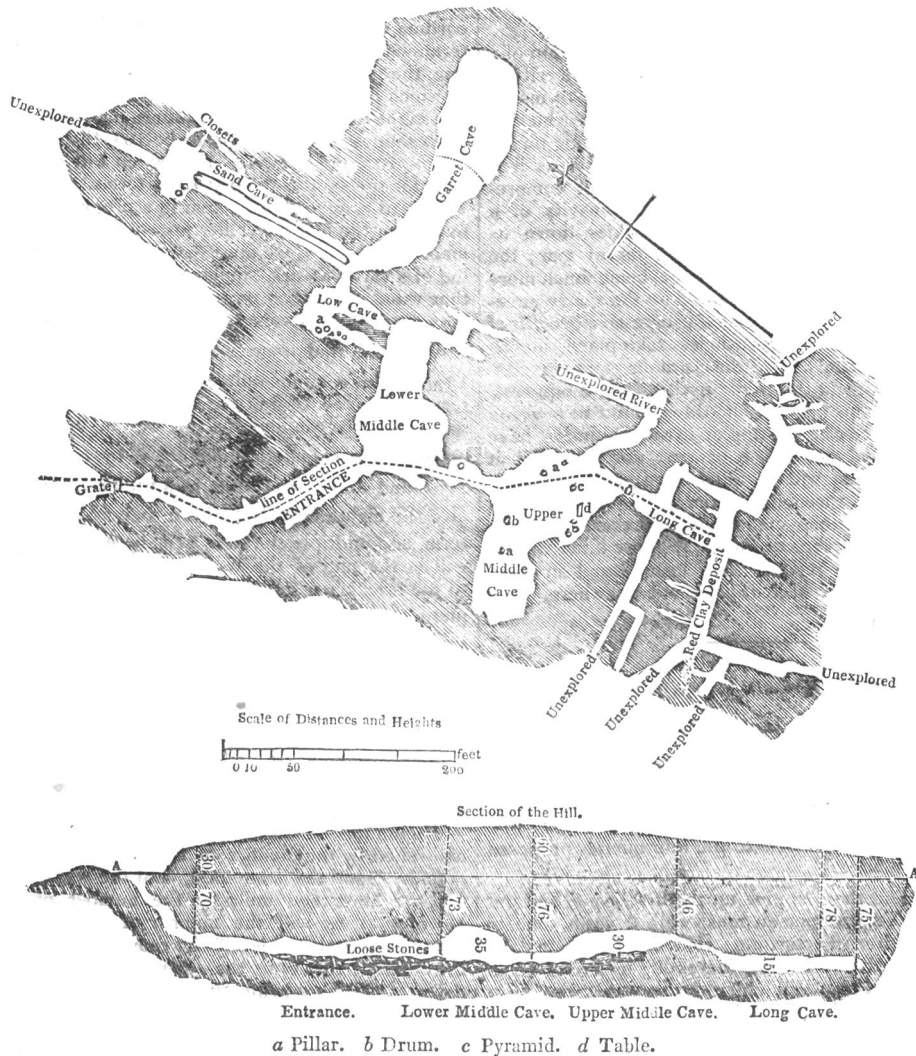 Unexplored
Closets
Sand Cave
c
Garret Cave
Low Cave
a
Unexplored
Unexplored River
Lower
Middle Cave
Grate
line of Section
ENTRANCE
a
c
b
Upper
d
c
a
Middle
Cave
Long Cave
Red Clay Deposit
Unexplored
Unexplored
Unexplored
Unexplored
Scale of Distances and Heights
feet
0 10 50 200
Section of the Hill.
A A
30 70 73 76 46 78 75
Loose Stones
35 30 15
Entrance. Lower Middle Cave. Upper Middle Cave. Long Cave.
a Pillar. b Drum. c Pyramid. d Table.